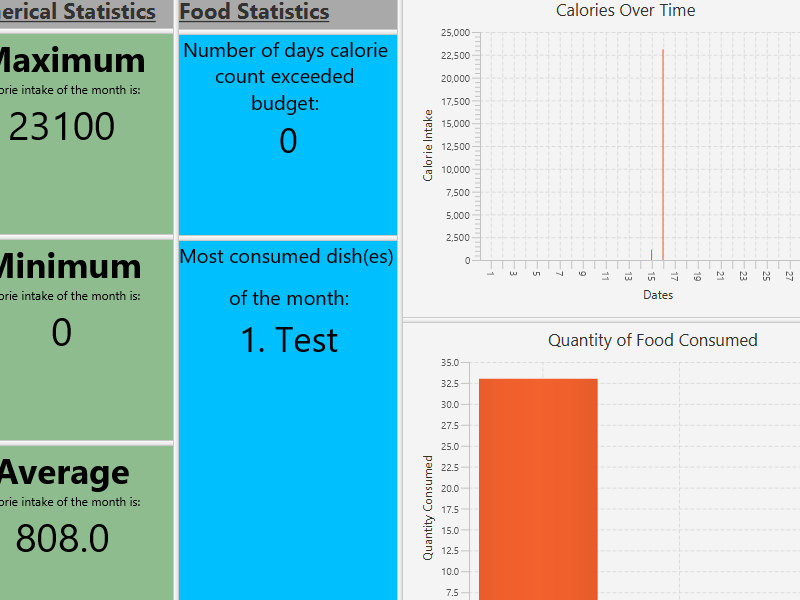 erical Statistics
Maximum
orie intake of the month is:
23100
Minimum
orie intake of the month is:
0
Average
orie intake of the month is:
808.0
Food Statistics
Number of days calorie
count exceeded
budget:
0
Most consumed dish(es)
of the month:
1. Test
Calories Over Time
Calorie Intake
25,000
22,500
20,000
17,500
15,000
12,500
10,000
7,500
5,000
2,500
0
1 3 5 7 9 11 13 15 17 19 21 23 25 27
Dates
Quantity of Food Consumed
Quantity Consumed
35.0
32.5
30.0
27.5
25.0
22.5
20.0
17.5
15.0
12.5
10.0
7.5